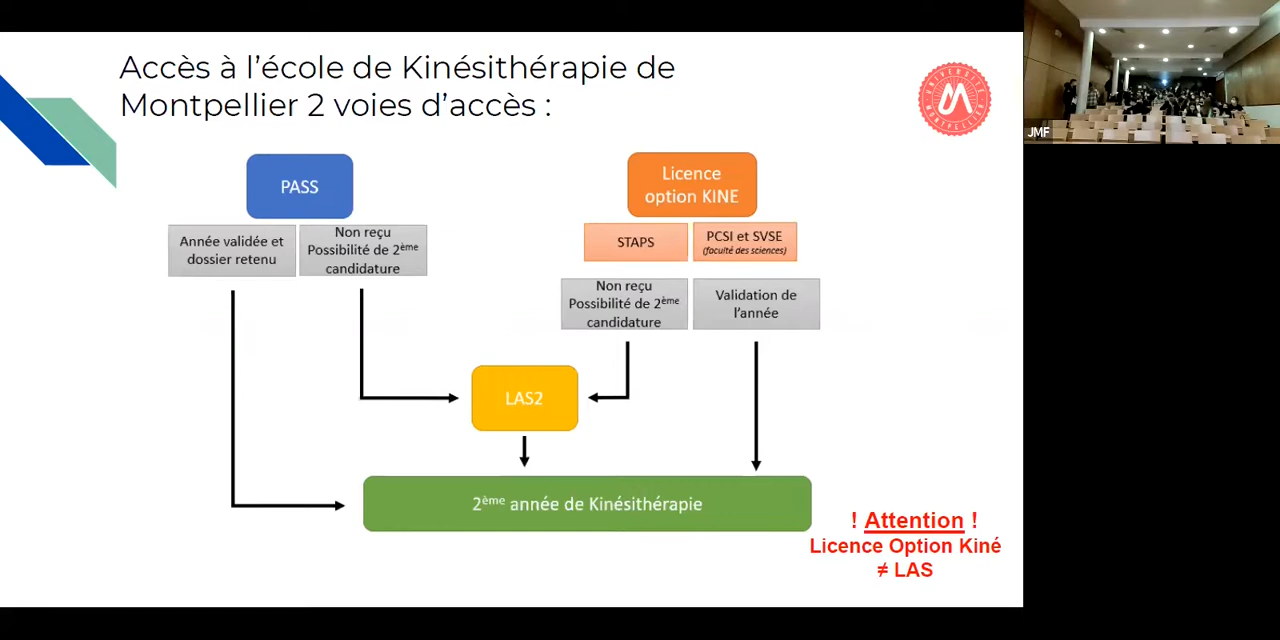 Accès à l'école de Kinésithérapie de
Montpellier 2 voies d'accès :
UNIVERSITÉ
MONTPELLIER
JMF
PASS
Licence
option KINE
Année validée et
dossier retenu
Non reçu
Possibilité de 2ème
candidature
STAPS
PCSI et SVSE
(faculté des sciences)
Non reçu
Possibilité de 2ème
candidature
Validation de
l'année
LAS2
2ème année de Kinésithérapie
! Attention !
Licence Option Kiné
≠ LAS